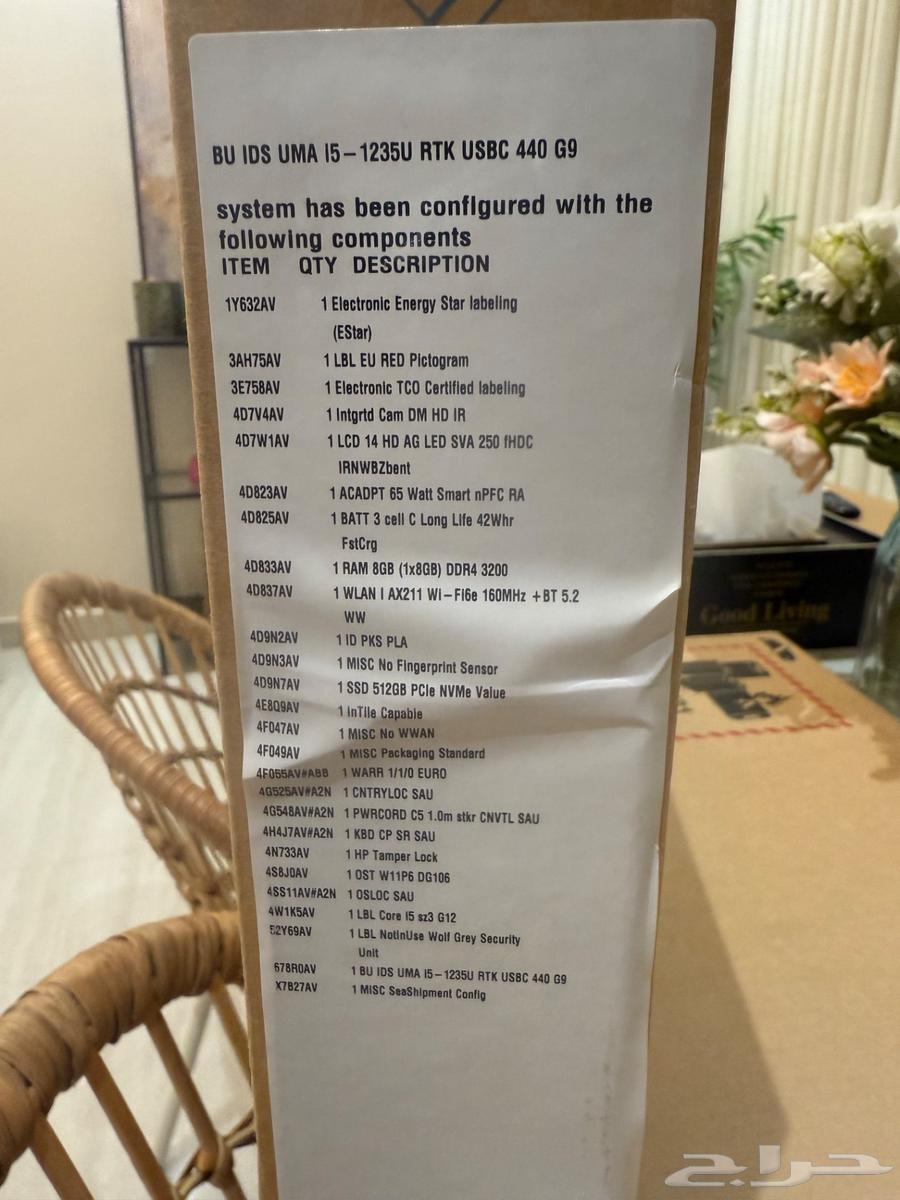 BU IDS UMA I5-1235U RTK USBC 440 G9
system has been configured with the
following components
ITEM QTY DESCRIPTION
1Y632AV 1 Electronic Energy Star labeling
(EStar)
3AH75AV 1 LBL EU RED Pictogram
3E758AV 1 Electronic TCO Certified labeling
4D7V4AV 1 Intgrtd Cam DM HD IR
4D7W1AV 1 LCD 14 HD AG LED SVA 250 fHDC
IRNWBZbent
4D823AV 1 ACADPT 65 Watt Smart nPFC RA
4D825AV 1 BATT 3 cell C Long Life 42Whr
FstCrg
4D833AV 1 RAM 8GB (1x8GB) DDR4 3200
4D837AV 1 WLAN I AX211 Wi-Fi6e 160MHz +BT 5.2
WW
4D9N2AV 1 ID PKS PLA
4D9N3AV 1 MISC No Fingerprint Sensor
4D9N7AV 1 SSD 512GB PCIe NVMe Value
4E8Q9AV 1 inTile Capable
4F047AV 1 MISC No WWAN
4F049AV 1 MISC Packaging Standard
4F055AV#ABB 1 WARR 1/1/0 EURO
4G525AV#A2N 1 CNTRYLOC SAU
4G548AV#A2N 1 PWRCORD C5 1.0m stkr CNVTL SAU
4H4J7AV#A2N 1 KBD CP SR SAU
4N733AV 1 HP Tamper Lock
4S8J0AV 1 OST W11P6 DG106
4SS11AV#A2N 1 OSLOC SAU
4W1K5AV 1 LBL Core i5 sz3 G12
52Y69AV 1 LBL NotInUse Wolf Grey Security
Unit
678R0AV 1 BU IDS UMA i5-1235U RTK USBC 440 G9
X7B27AV 1 MISC SeaShipment Config
Good Living
حراج